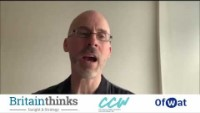 Britainthinks
Insight & Strategy
CCW
ofwat